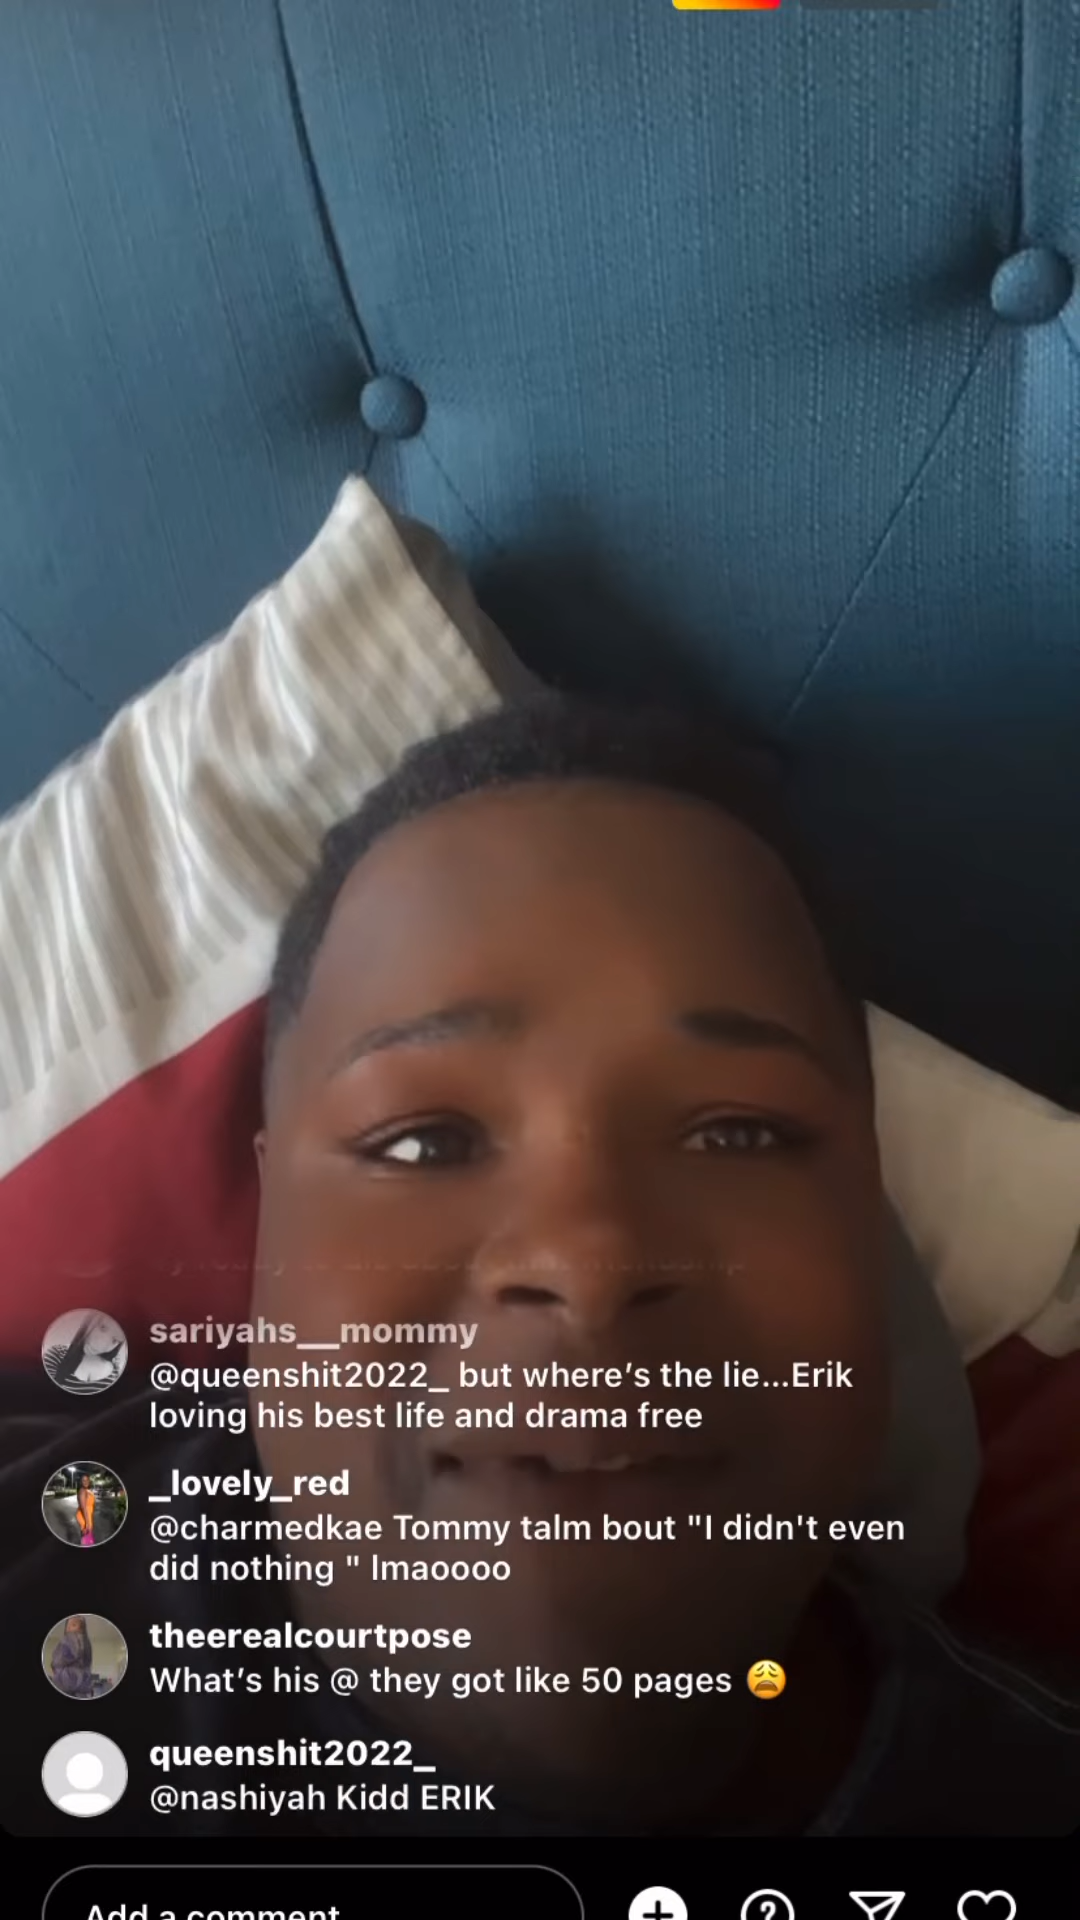 sariyahs__mommy
@queenshit2022_ but where’s the lie...Erik
loving his best life and drama free
_lovely_red
@charmedkae Tommy talm bout "I didn't even
did nothing " lmaoooo
theerealcourtpose
What’s his @ they got like 50 pages 😩
queenshit2022_
@nashiyah Kidd ERIK
Add a comment